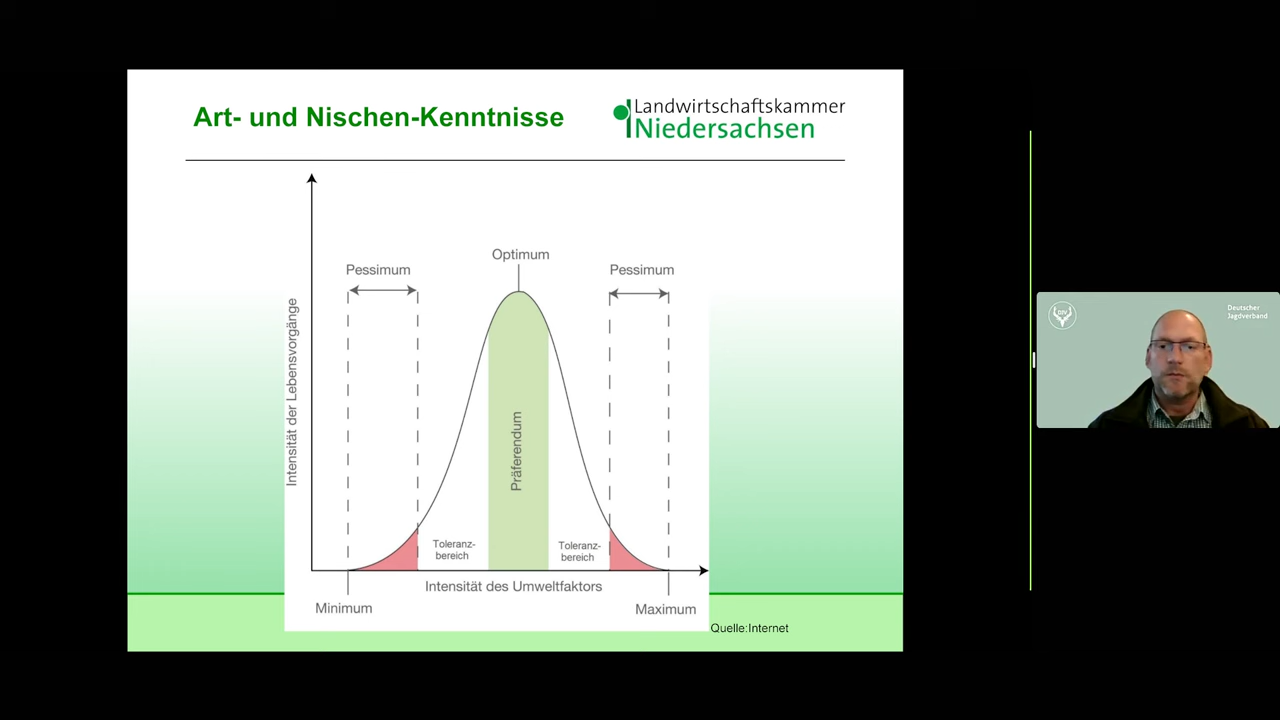 Art- und Nischen-Kenntnisse
Landwirtschaftskammer
Niedersachsen
Optimum
Pessimum
Pessimum
Intensität der Lebensvorgänge
Präferendum
Toleranz-
bereich
Toleranz-
bereich
Intensität des Umweltfaktors
Minimum
Maximum
Quelle:Internet
DJV
Deutscher
Jagdverband